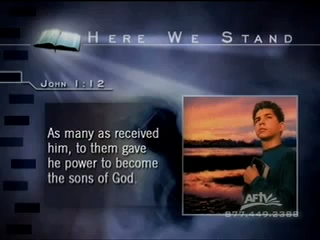 HERE WE STAND
JOHN 1:12
As many as received
him, to them gave
he power to become
the sons of God.
AFTV
877.449.2388